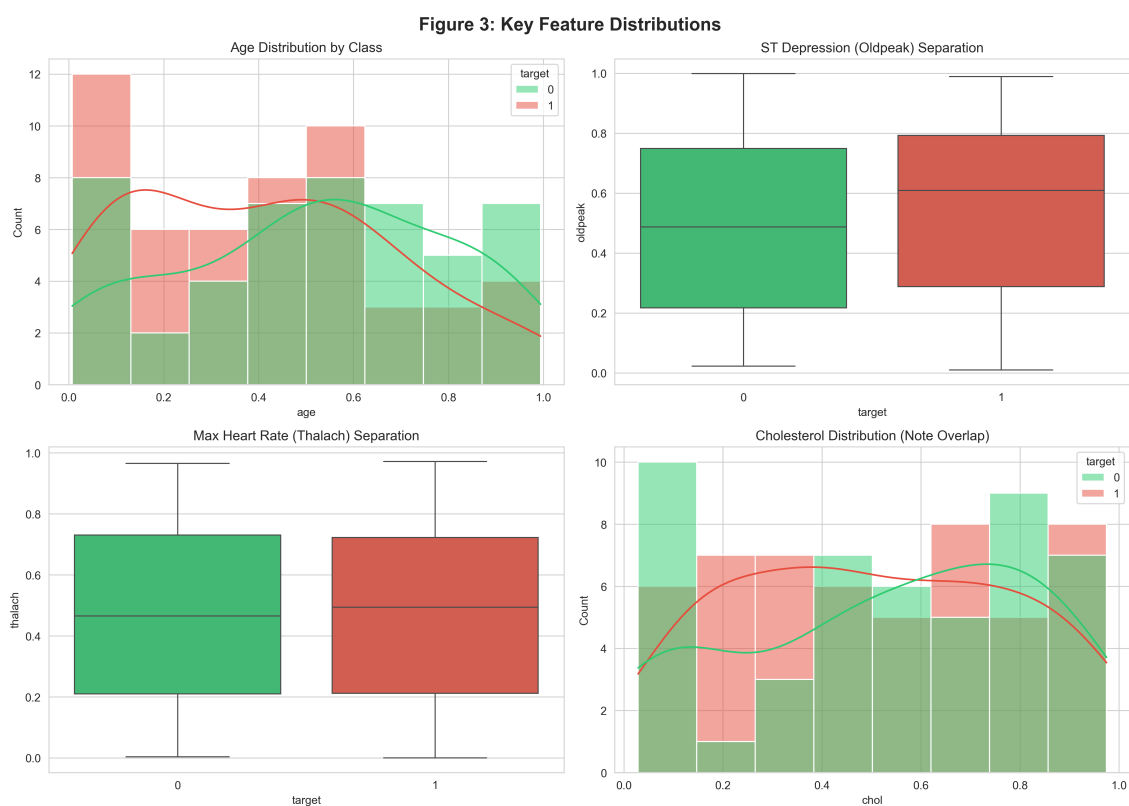 Figure 3: Key Feature Distributions
Age Distribution by Class
12
10
8
6
4
2
0
Count
0.0 0.2 0.4 0.6 0.8 1.0
age
target
0
1
ST Depression (Oldpeak) Separation
1.0
0.8
0.6
0.4
0.2
0.0
oldpeak
0 1
target
Max Heart Rate (Thalach) Separation
1.0
0.8
0.6
0.4
0.2
0.0
thalach
0 1
target
Cholesterol Distribution (Note Overlap)
10
8
6
4
2
0
Count
0.0 0.2 0.4 0.6 0.8 1.0
chol
target
0
1